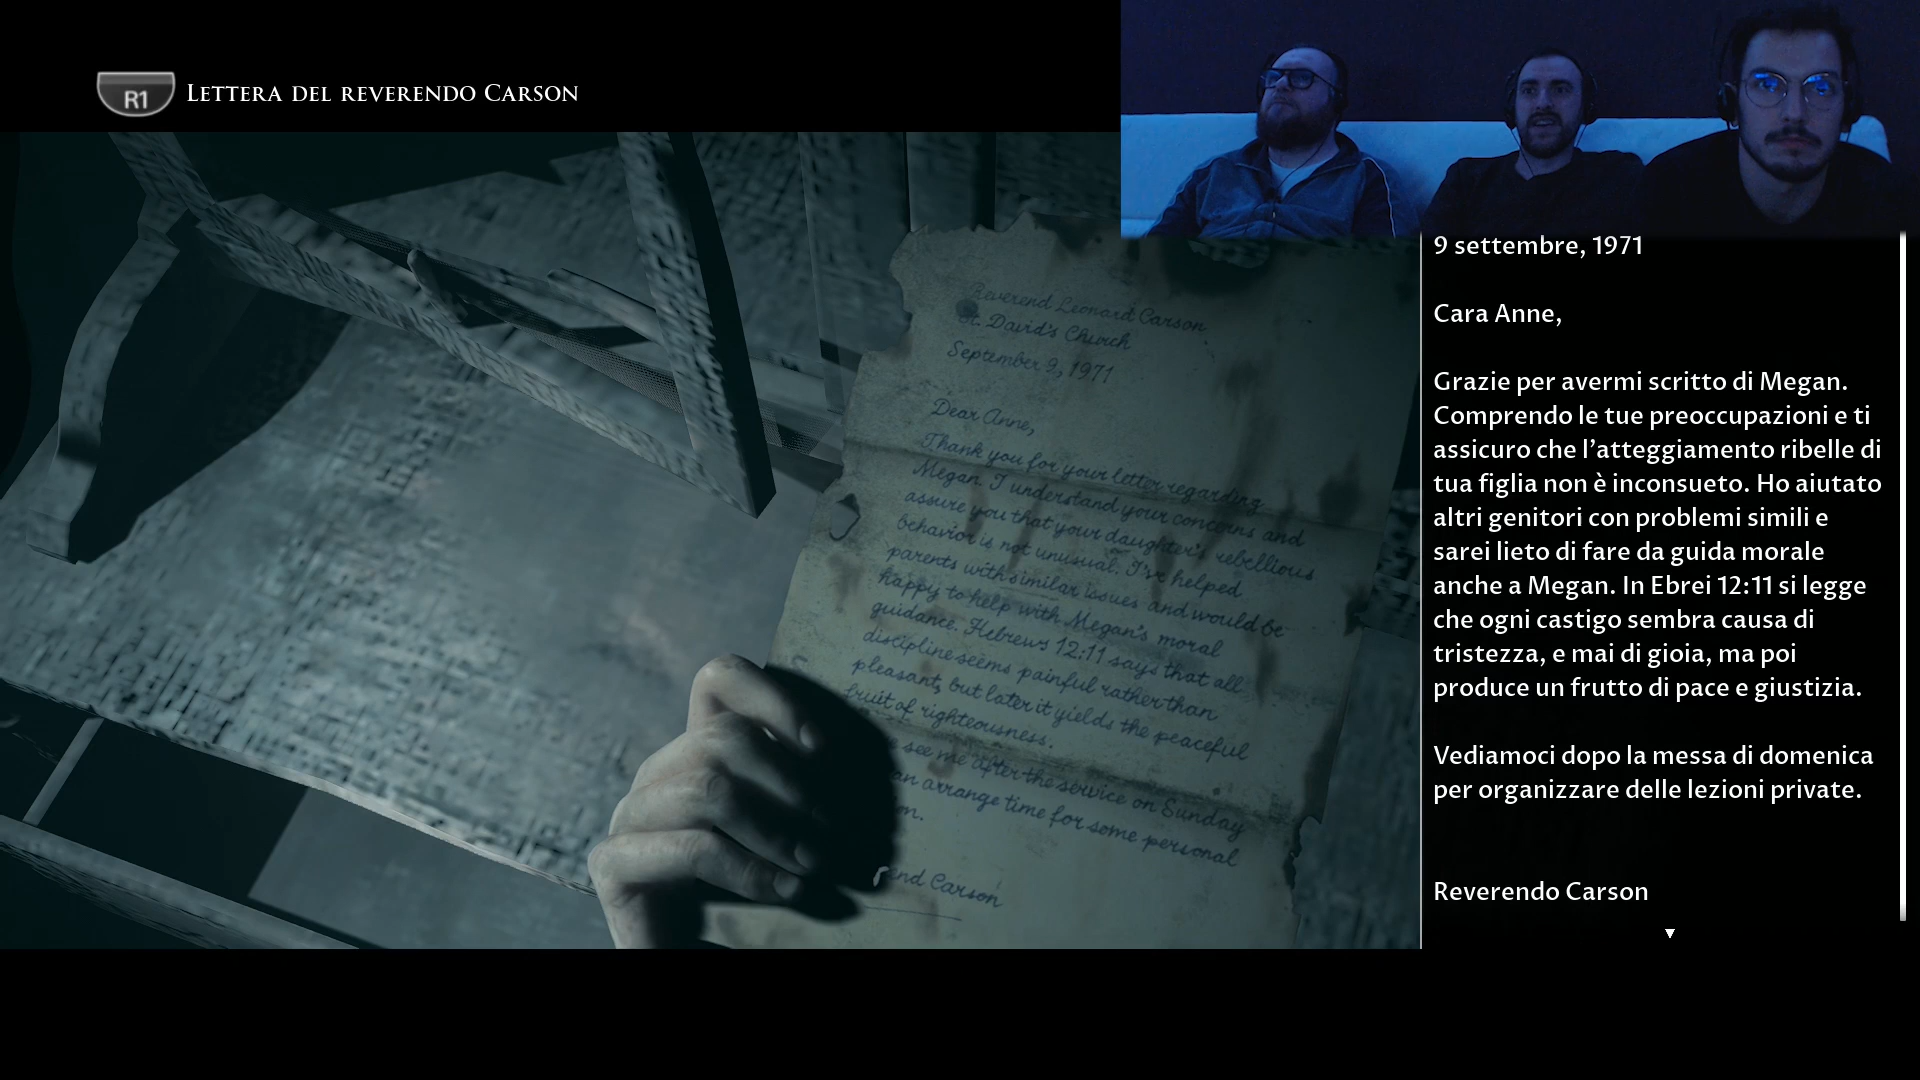 R1 LETTERA DEL REVERENDO CARSON
Reverend Leonard Carson
St. David's Church
September 9, 1971
Dear Anne,
Thank you for your letter regarding
Megan. I understand your concerns and
assure you that your daughter's rebellious
behavior is not unusual. I've helped
parents with similar issues and would be
happy to help with Megan's moral
guidance. Hebrews 12:11 says that all
discipline seems painful rather than
pleasant, but later it yields the peaceful
fruit of righteousness.
see me after the service on Sunday
an arrange time for some personal
on.
end Carson
9 settembre, 1971
Cara Anne,
Grazie per avermi scritto di Megan.
Comprendo le tue preoccupazioni e ti
assicuro che l'atteggiamento ribelle di
tua figlia non è inconsueto. Ho aiutato
altri genitori con problemi simili e
sarei lieto di fare da guida morale
anche a Megan. In Ebrei 12:11 si legge
che ogni castigo sembra causa di
tristezza, e mai di gioia, ma poi
produce un frutto di pace e giustizia.
Vediamoci dopo la messa di domenica
per organizzare delle lezioni private.
Reverendo Carson